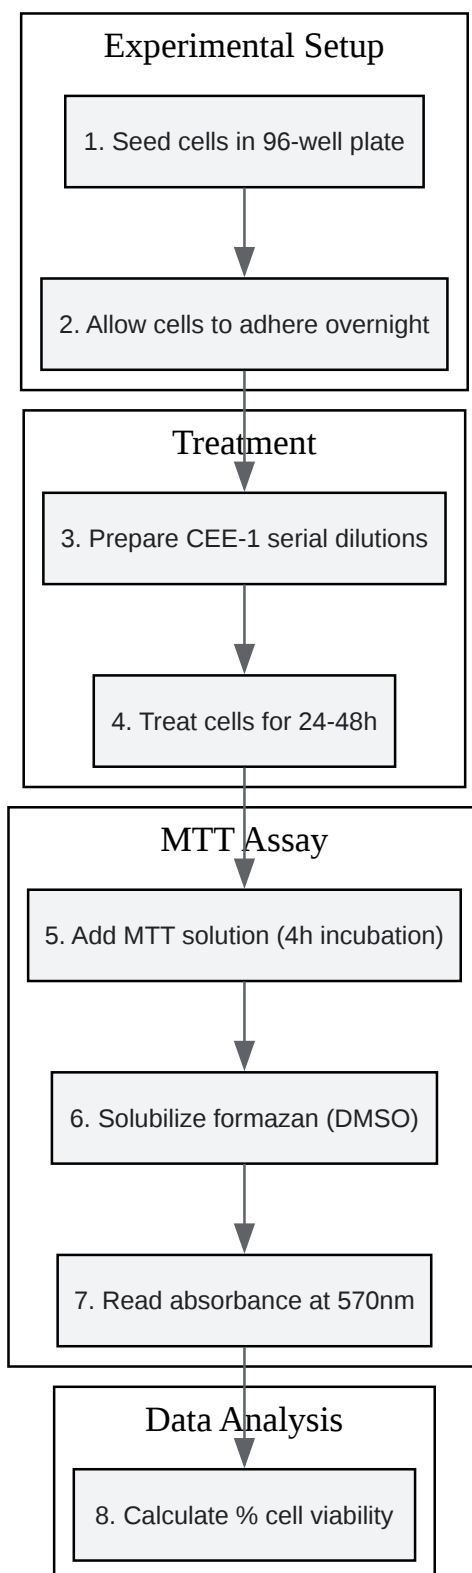 Experimental Setup
1. Seed cells in 96-well plate
2. Allow cells to adhere overnight
Treatment
3. Prepare CEE-1 serial dilutions
4. Treat cells for 24-48h
MTT Assay
5. Add MTT solution (4h incubation)
6. Solubilize formazan (DMSO)
7. Read absorbance at 570nm
Data Analysis
8. Calculate % cell viability